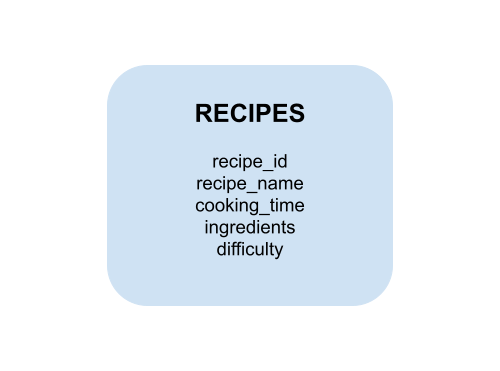 RECIPES
recipe_id
recipe_name
cooking_time
ingredients
difficulty